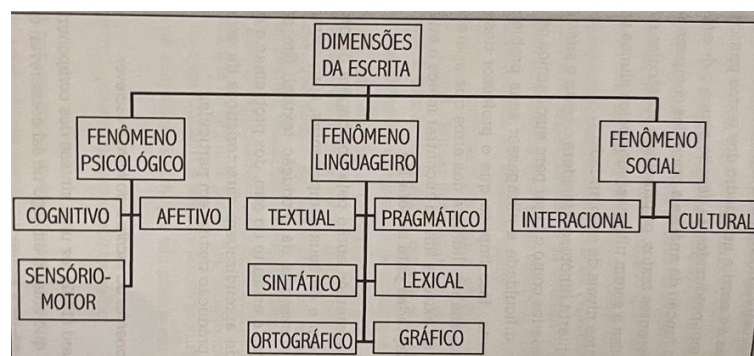 DIMENSÕES
DA ESCRITA
FENÔMENO
PSICOLÓGICO
FENÔMENO
LINGUAGEIRO
FENÔMENO
SOCIAL
COGNITIVO
AFETIVO
TEXTUAL
PRAGMÁTICO
INTERACIONAL
CULTURAL
SENSÓRIO-
MOTOR
SINTÁTICO
LEXICAL
ORTOGRÁFICO
GRÁFICO